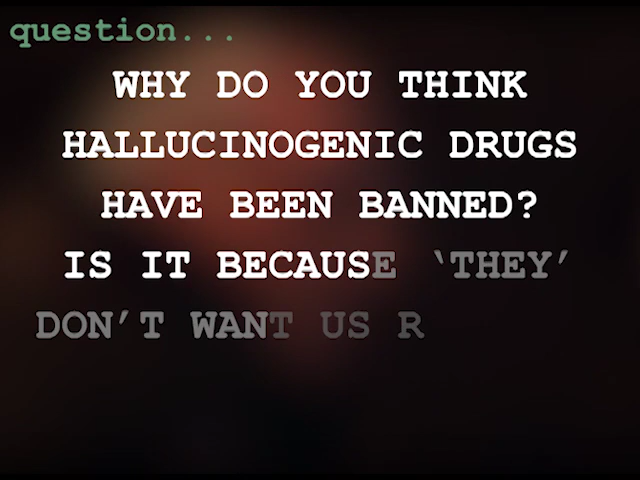 question...
WHY DO YOU THINK
HALLUCINOGENIC DRUGS
HAVE BEEN BANNED?
IS IT BECAUSE ‘THEY’
DON’T WANT US R